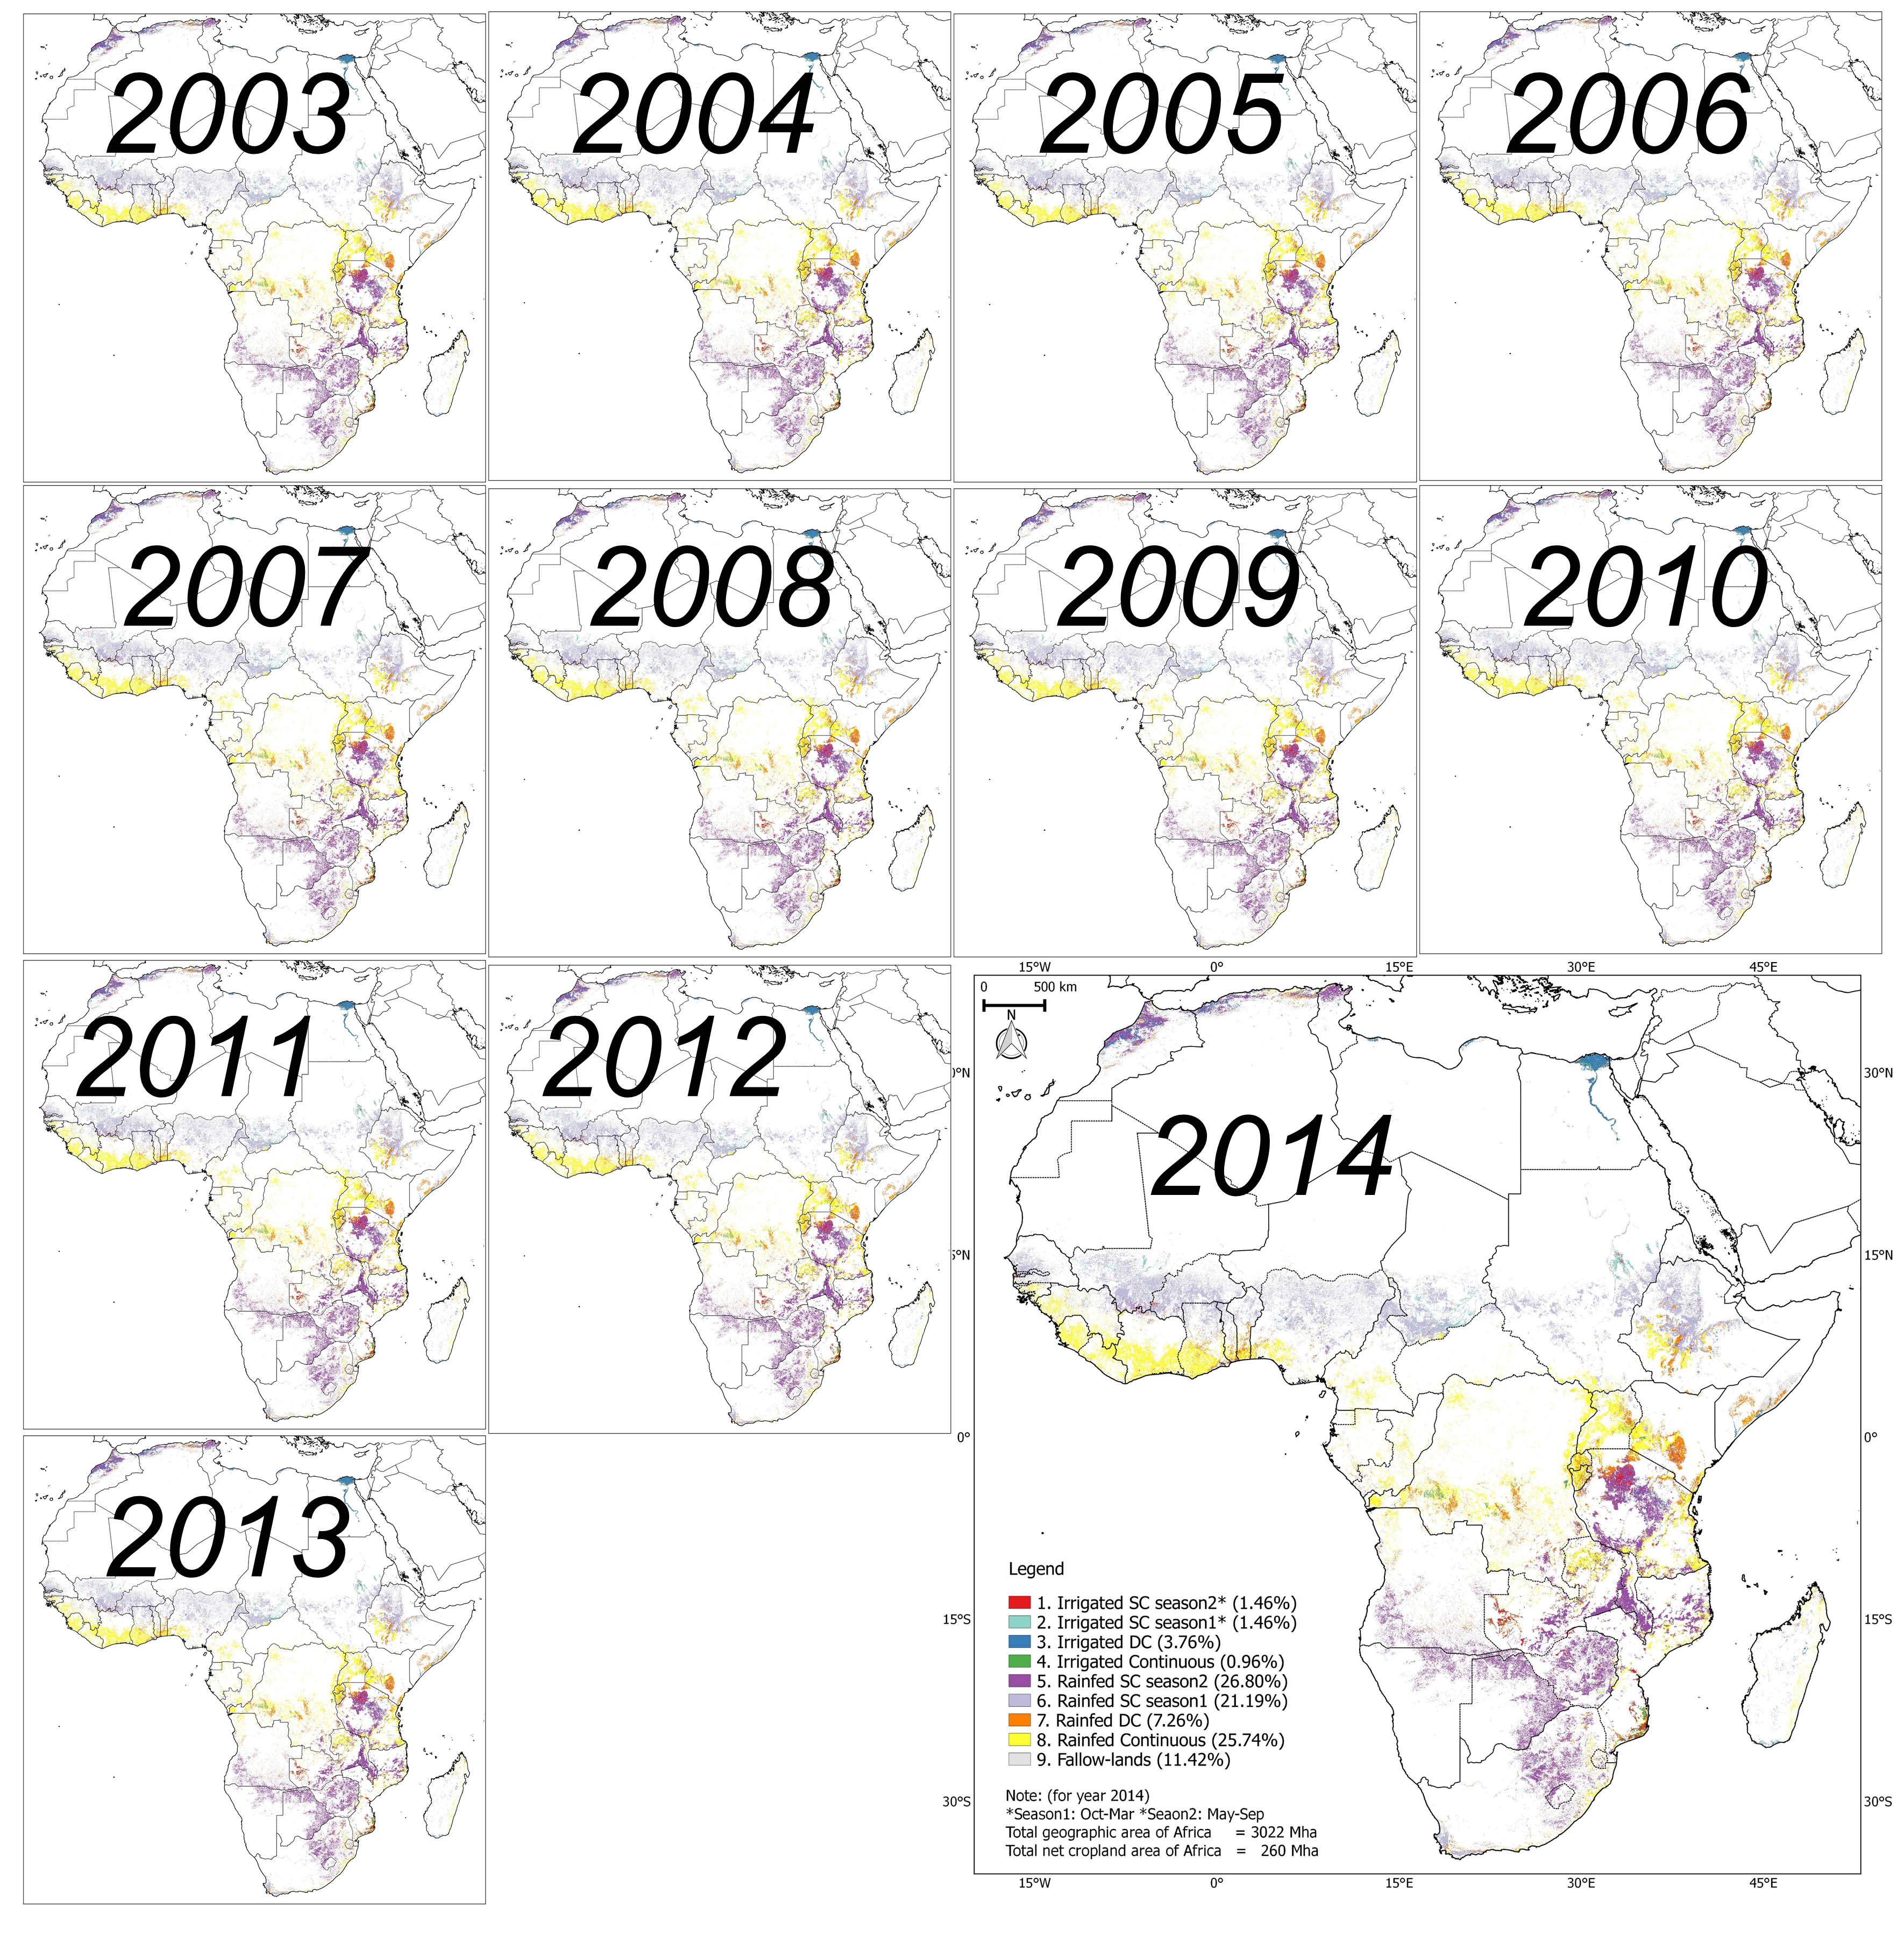 2003
2004
2005
2006
2007
2008
2009
2010
2011
2012
2013
15°W 0° 15°E 30°E 45°E
0 500 km
N
0°N 30°N
2014
5°N 15°N
0° 0°
Legend
1. Irrigated SC season2* (1.46%)
2. Irrigated SC season1* (1.46%)
15°S 15°S
3. Irrigated DC (3.76%)
4. Irrigated Continuous (0.96%)
5. Rainfed SC season2 (26.80%)
6. Rainfed SC season1 (21.19%)
7. Rainfed DC (7.26%)
8. Rainfed Continuous (25.74%)
9. Fallow-lands (11.42%)
Note: (for year 2014)
30°S 30°S
*Season1: Oct-Mar *Seaon2: May-Sep
Total geographic area of Africa = 3022 Mha
Total net cropland area of Africa = 260 Mha
15°W 0° 15°E 30°E 45°E